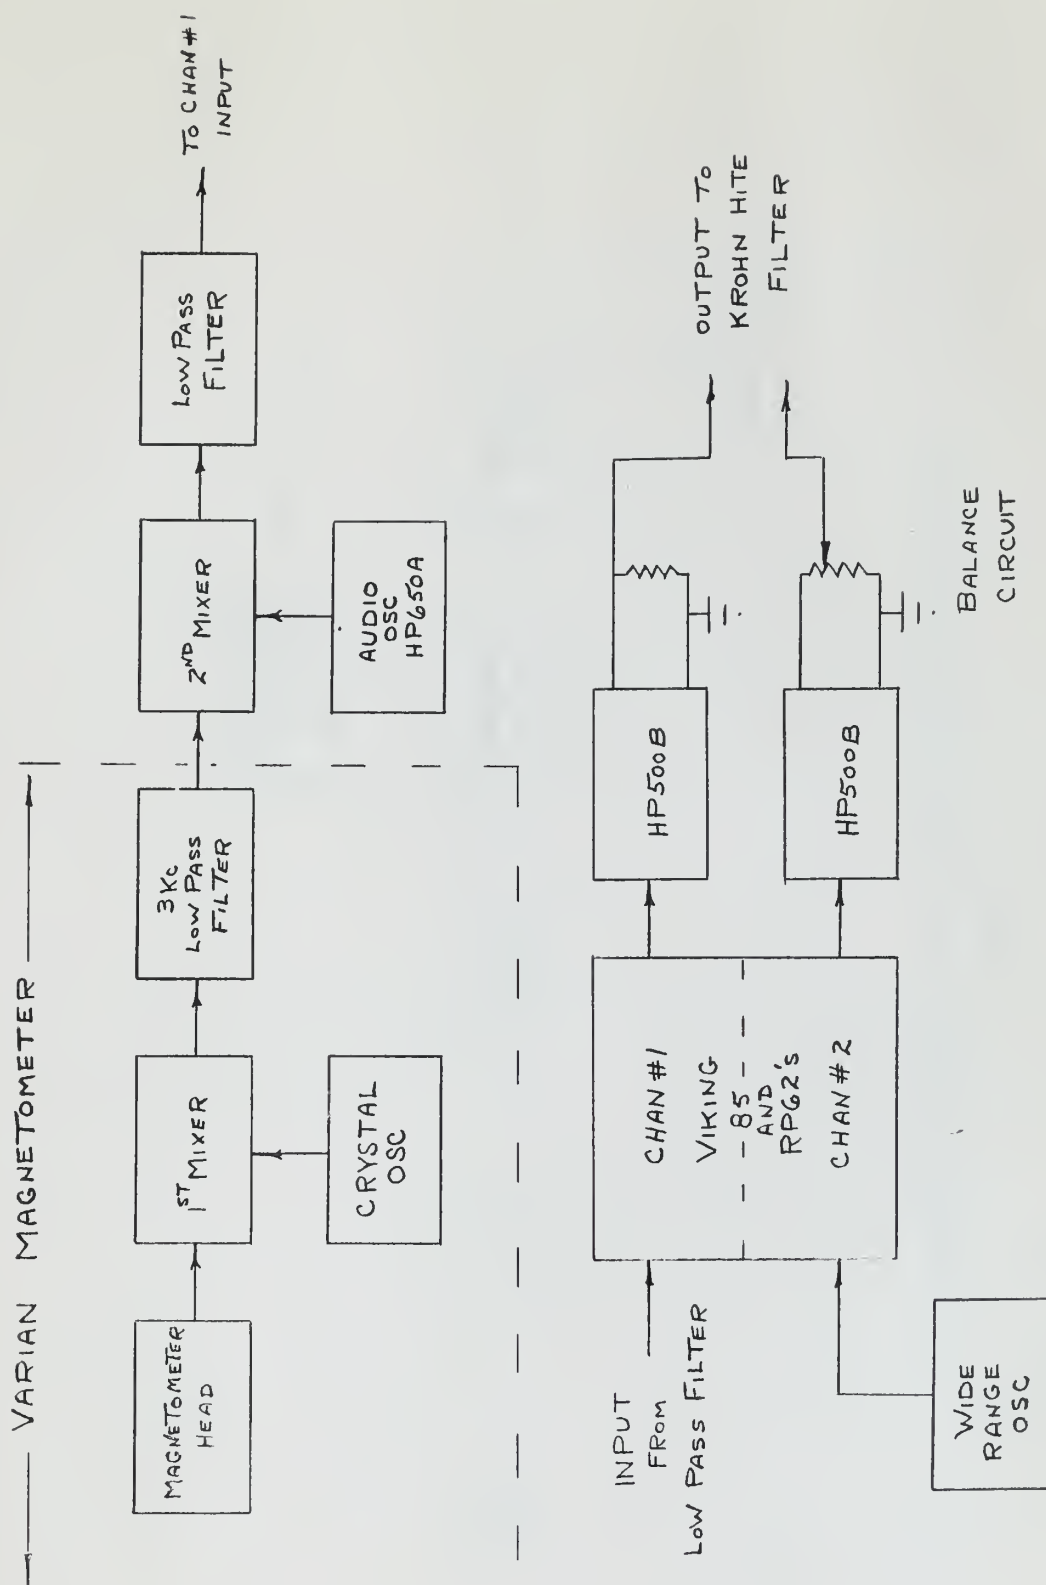 VARIAN MAGNETOMETER
MAGNETOMETER
HEAD
1ST MIXER
CRYSTAL
OSC
3KC
LOW PASS
FILTER
2ND MIXER
AUDIO
OSC
HP650A
LOW PASS
FILTER
TO CHAN #1
INPUT
INPUT
FROM
LOW PASS FILTER
WIDE
RANGE
OSC
CHAN #1
VIKING
85
AND
RP62's
CHAN #2
HP500B
HP500B
BALANCE
CIRCUIT
OUTPUT TO
KROHN HITE
FILTER